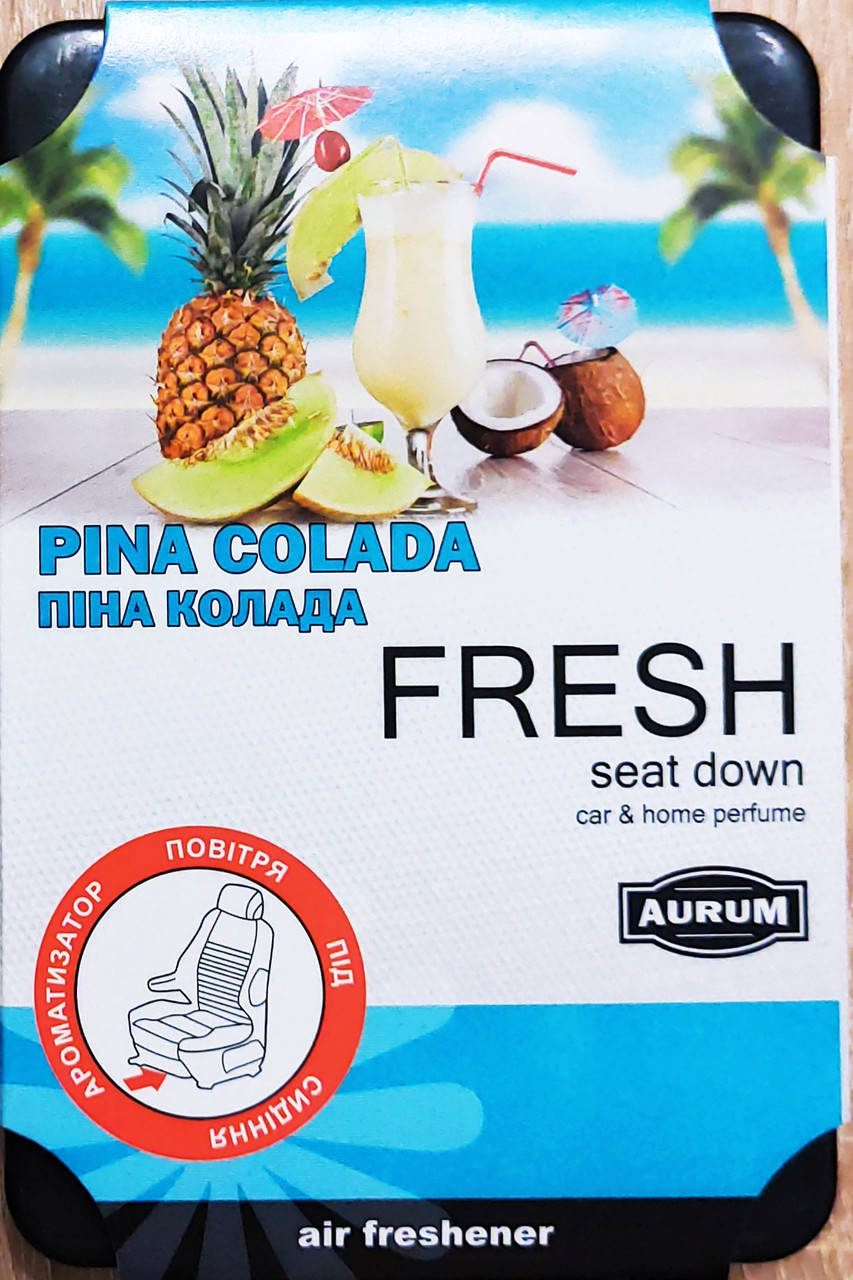 PINA COLADA
ПІНА КОЛАДА
FRESH
seat down
car & home perfume
AURUM
АРОМАТИЗАТОР ПОВІТРЯ ПІД СИДІННЯ
air freshener